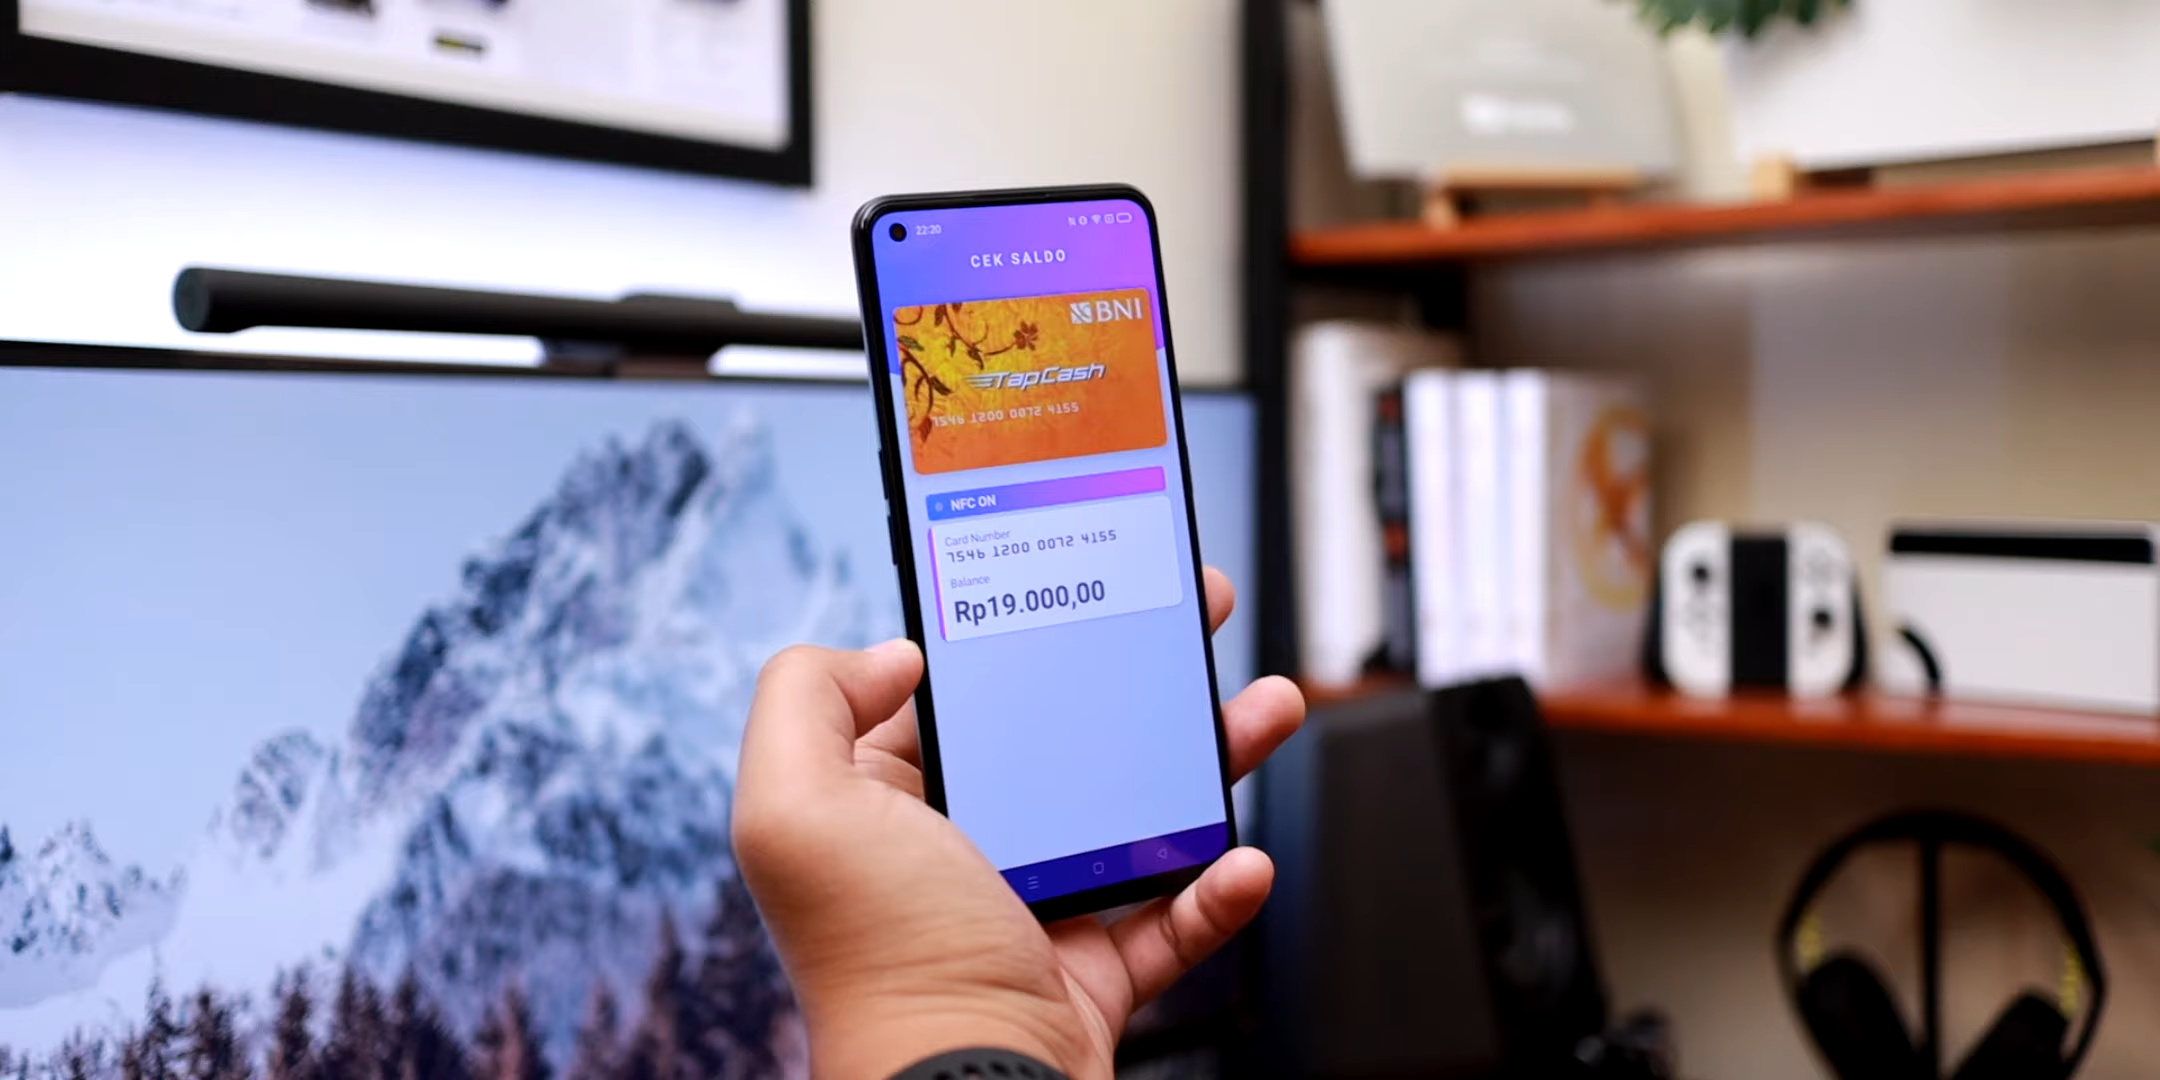 22:20
CEK SALDO
BNI
TapCash
7546 1200 0072 4155
NFC ON
Card Number
7546 1200 0072 4155
Balance
Rp19.000,00